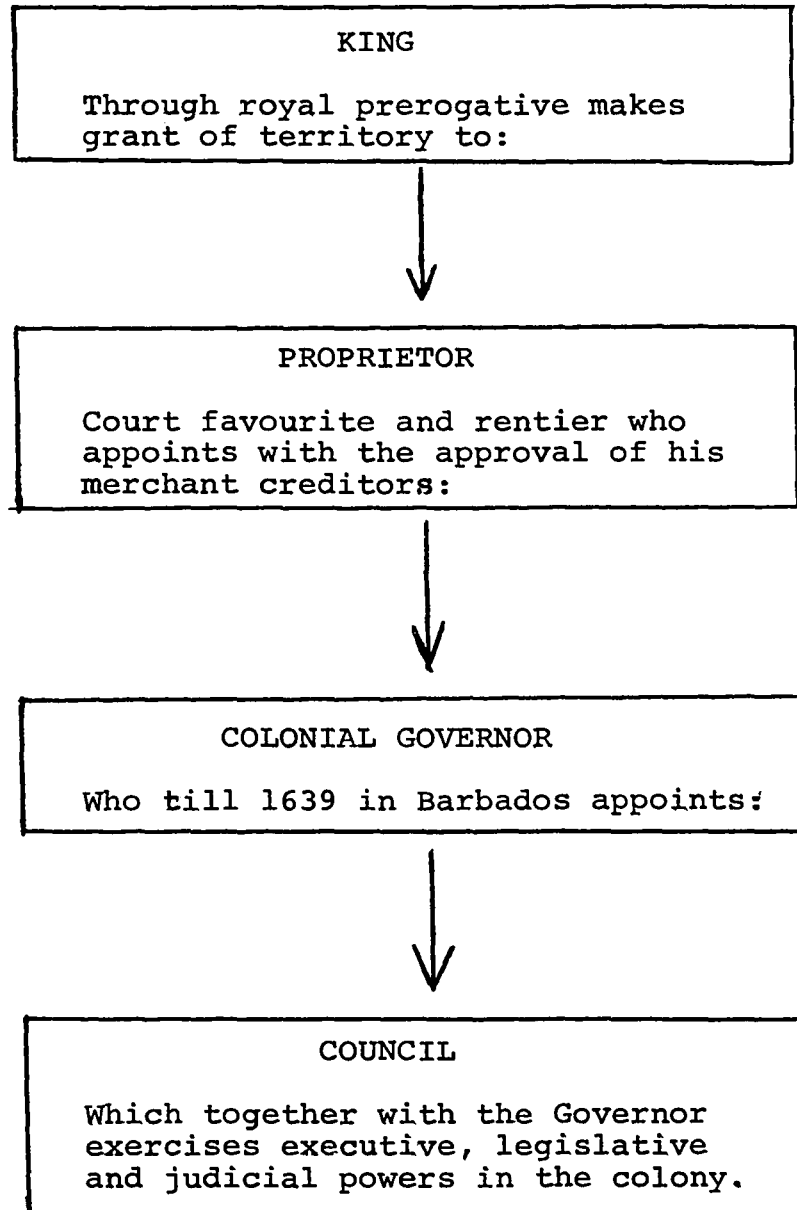 KING
Through royal prerogative makes
grant of territory to:
PROPRIETOR
Court favourite and rentier who
appoints with the approval of his
merchant creditors:
COLONIAL GOVERNOR
Who till 1639 in Barbados appoints:
COUNCIL
Which together with the Governor
exercises executive, legislative
and judicial powers in the colony.